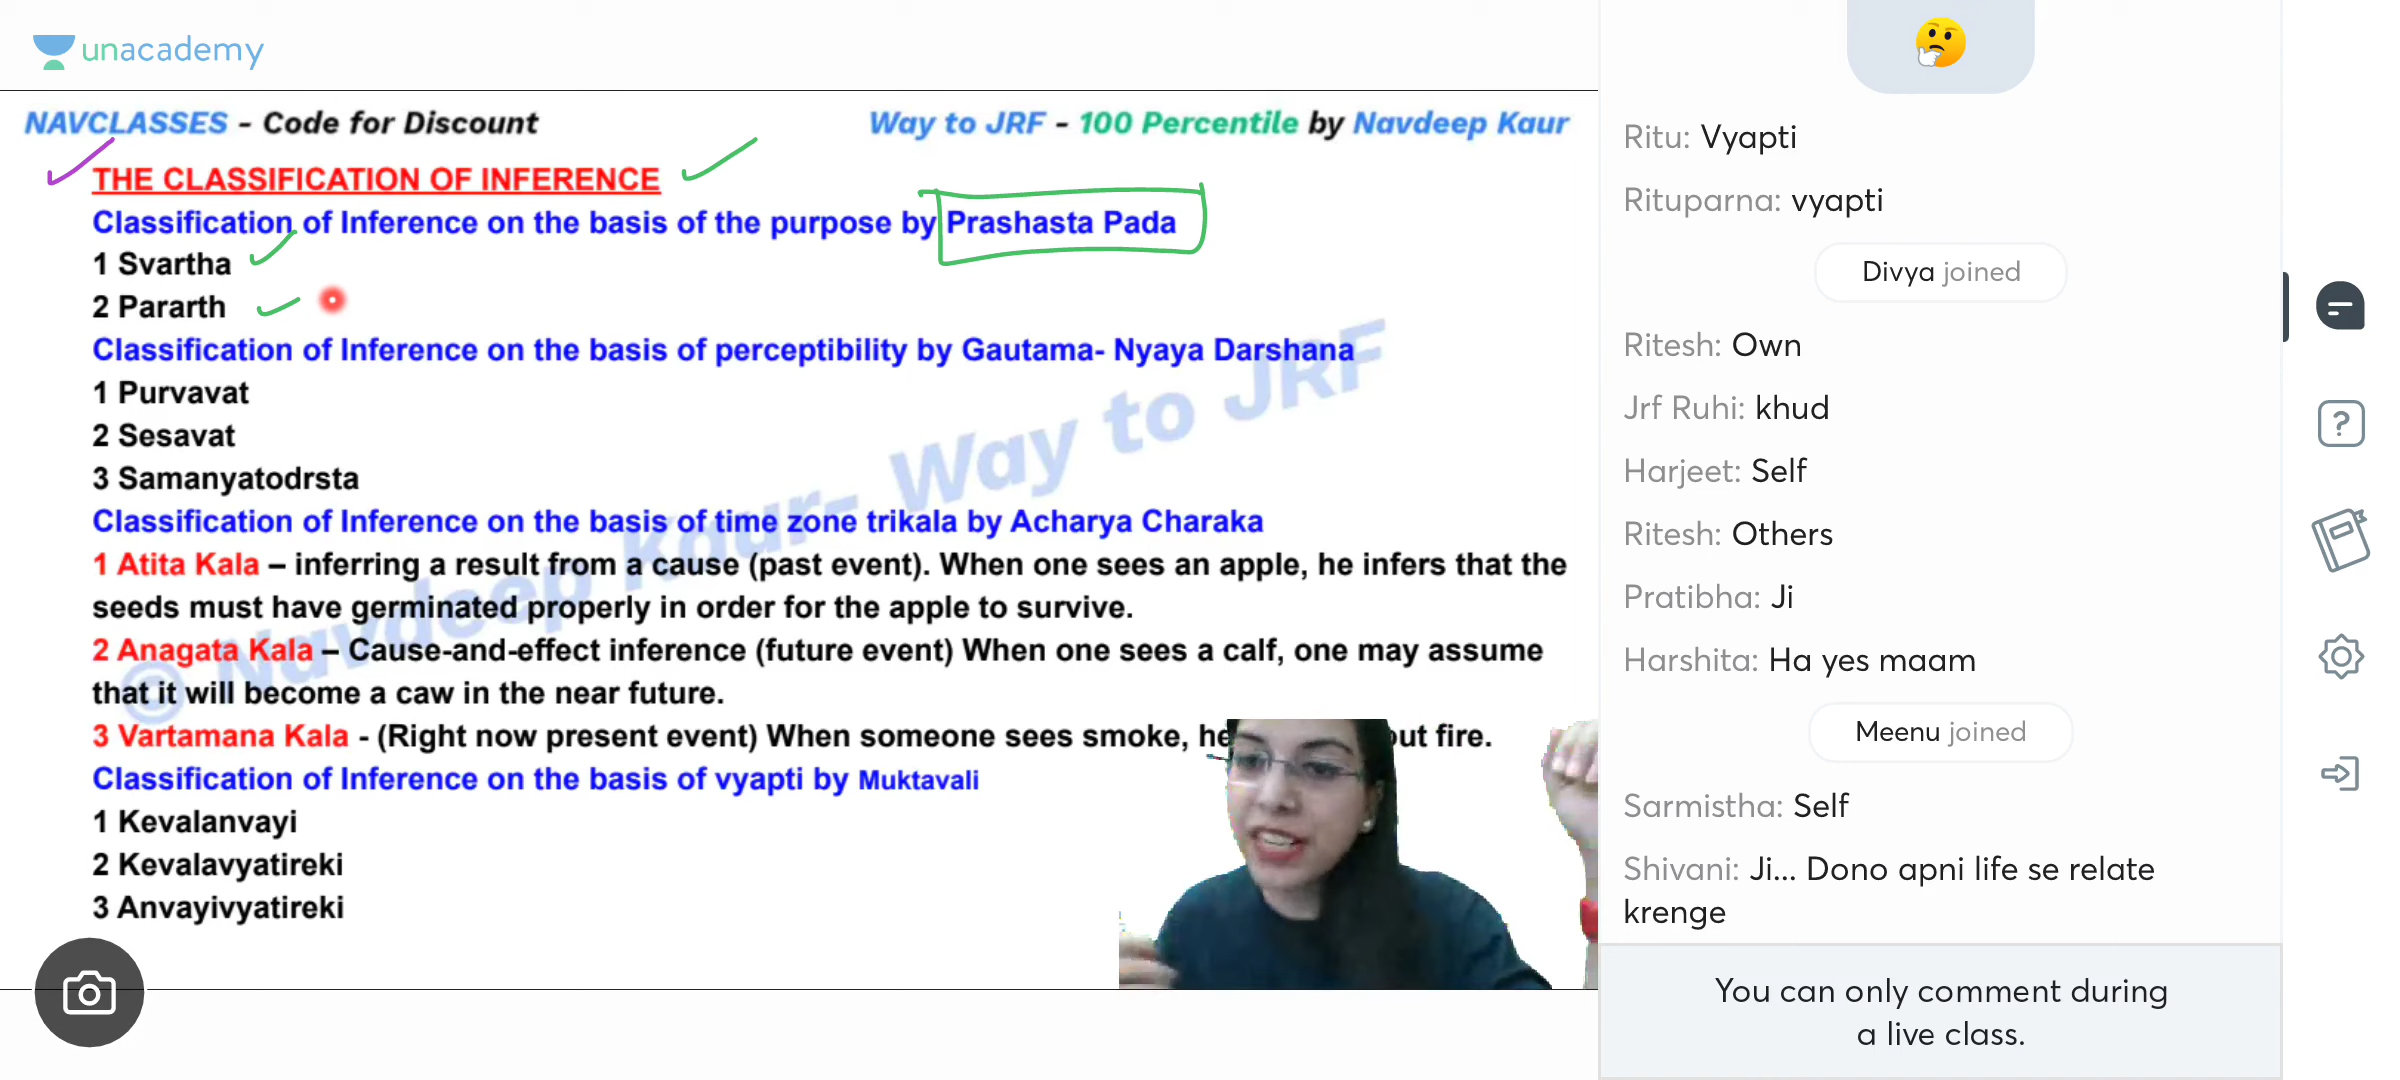 unacademy
NAVCLASSES - Code for Discount
Way to JRF - 100 Percentile by Navdeep Kaur
THE CLASSIFICATION OF INFERENCE
Classification of Inference on the basis of the purpose by Prashasta Pada
1 Svartha
2 Pararth
Classification of Inference on the basis of perceptibility by Gautama- Nyaya Darshana
1 Purvavat
2 Sesavat
3 Samanyatodrsta
Classification of Inference on the basis of time zone trikala by Acharya Charaka
1 Atita Kala – inferring a result from a cause (past event). When one sees an apple, he infers that the
seeds must have germinated properly in order for the apple to survive.
2 Anagata Kala – Cause-and-effect inference (future event) When one sees a calf, one may assume
that it will become a caw in the near future.
3 Vartamana Kala - (Right now present event) When someone sees smoke, he out fire.
Classification of Inference on the basis of vyapti by Muktavali
1 Kevalanvayi
2 Kevalavyatireki
3 Anvayivyatireki
© Navdeep Kaur- Way to JRF
Ritu: Vyapti
Rituparna: vyapti
Divya joined
Ritesh: Own
Jrf Ruhi: khud
Harjeet: Self
Ritesh: Others
Pratibha: Ji
Harshita: Ha yes maam
Meenu joined
Sarmistha: Self
Shivani: Ji... Dono apni life se relate
krenge
You can only comment during
a live class.